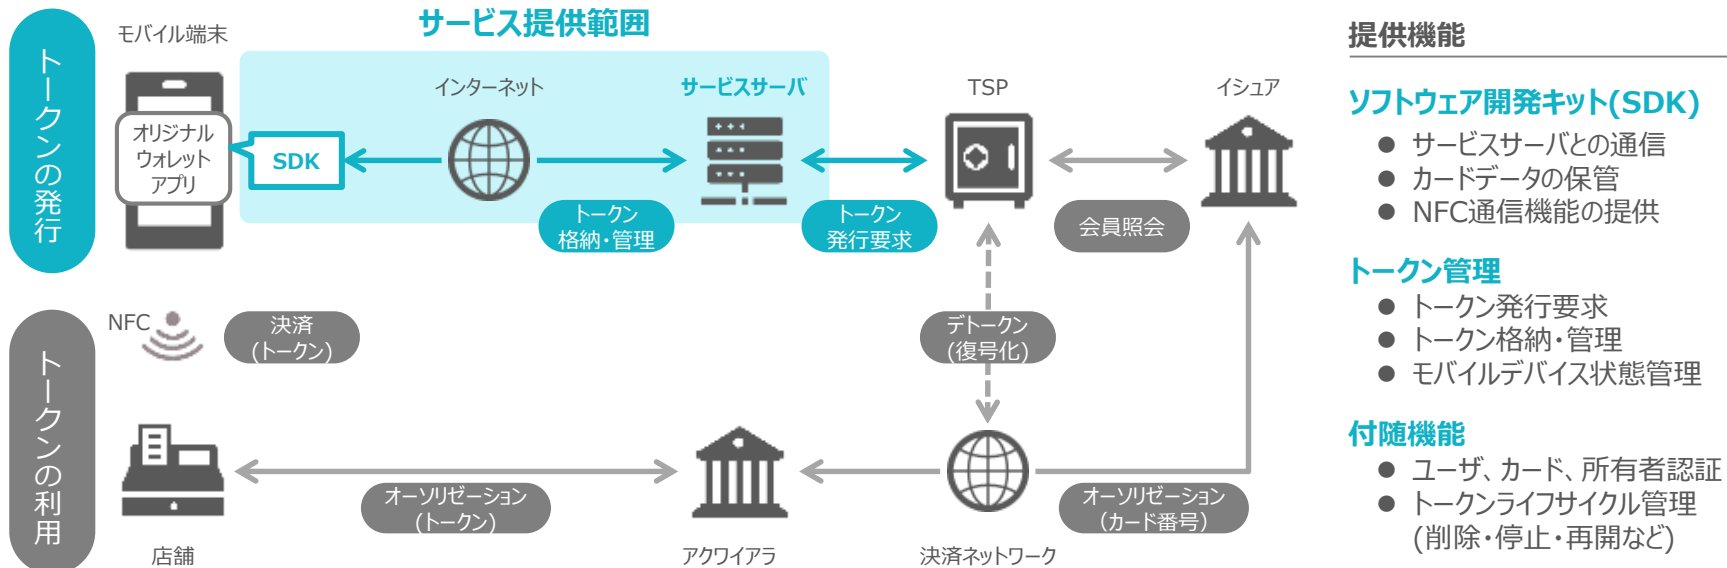 トークンの発行
モバイル端末
サービス提供範囲
オリジナル
ウォレット
アプリ
SDK
インターネット
サービスサーバ
TSP
イシュア
トークン
格納・管理
トークン
発行要求
会員照会
トークンの利用
NFC
決済
(トークン)
デトークン
(復号化)
店舗
オーソリゼーション
(トークン)
アクワイアラ
決済ネットワーク
オーソリゼーション
(カード番号)
提供機能
ソフトウェア開発キット(SDK)
● サービスサーバとの通信
● カードデータの保管
● NFC通信機能の提供
トークン管理
● トークン発行要求
● トークン格納・管理
● モバイルデバイス状態管理
付随機能
● ユーザ、カード、所有者認証
● トークンライフサイクル管理
(削除・停止・再開など)